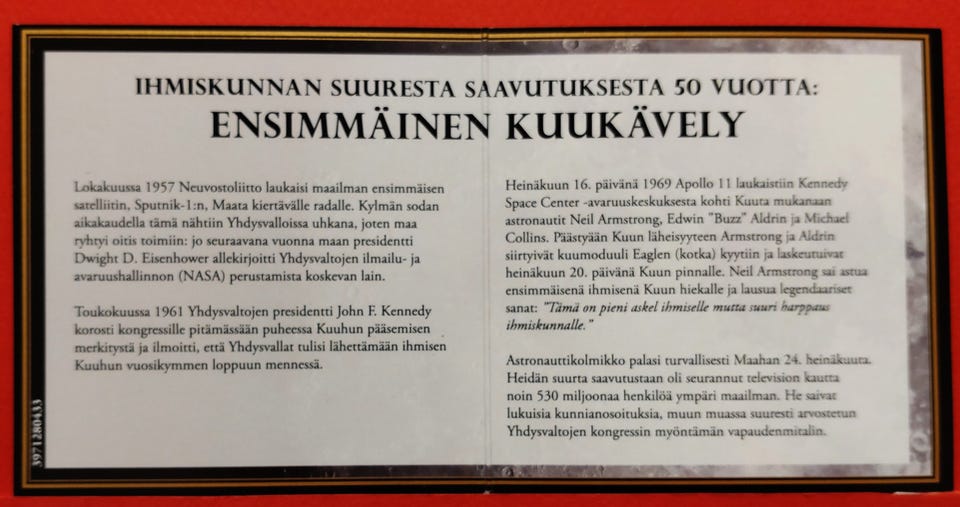 IHMISKUNNAN SUURESTA SAAVUTUKSESTA 50 VUOTTA:
ENSIMMÄINEN KUUKÄVELY
Lokakuussa 1957 Neuvostoliitto laukaisi maailman ensimmäisen
satelliitin, Sputnik-1:n, Maata kiertävälle radalle. Kylmän sodan
aikakaudella tämä nähtiin Yhdysvalloissa uhkana, joten maa
ryhtyi oitis toimiin: jo seuraavana vuonna maan presidentti
Dwight D. Eisenhower allekirjoitti Yhdysvaltojen ilmailu- ja
avaruushallinnon (NASA) perustamista koskevan lain.
Toukokuussa 1961 Yhdysvaltojen presidentti John F. Kennedy
korosti kongressille pitämässään puheessa Kuuhun pääsemisen
merkitystä ja ilmoitti, että Yhdysvallat tulisi lähettämään ihmisen
Kuuhun vuosikymmen loppuun mennessä.
Heinäkuun 16. päivänä 1969 Apollo 11 laukaistiin Kennedy
Space Center -avaruuskeskuksesta kohti Kuuta mukanaan
astronautit Neil Armstrong, Edwin "Buzz" Aldrin ja Michael
Collins. Päästyään Kuun läheisyyteen Armstrong ja Aldrin
siirtyivät kuumoduuli Eaglen (kotka) kyytiin ja laskeutuivat
heinäkuun 20. päivänä Kuun pinnalle. Neil Armstrong sai astua
ensimmäisenä ihmisenä Kuun hiekalle ja lausua legendaariset
sanat: "Tämä on pieni askel ihmiselle mutta suuri harppaus
ihmiskunnalle."
Astronauttikolmikko palasi turvallisesti Maahan 24. heinäkuuta.
Heidän suurta saavutustaan oli seurannut television kautta
noin 530 miljoonaa henkilöä ympäri maailman. He saivat
lukuisia kunnianosoituksia, muun muassa suuresti arvostetun
Yhdysvaltojen kongressin myöntämän vapaudenmitalin.
3971280433